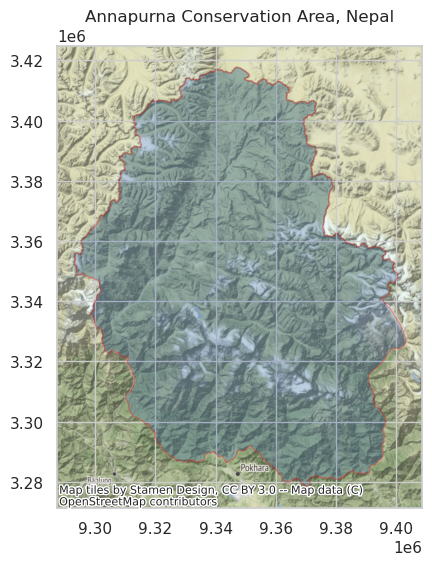 Annapurna Conservation Area, Nepal
1e6
3.42
3.40
3.38
3.36
3.34
3.32
3.30
3.28
Pokhara
Baglung
Map tiles by Stamen Design, CC BY 3.0 -- Map data (C)
OpenStreetMap contributors
9.30 9.32 9.34 9.36 9.38 9.40
1e6